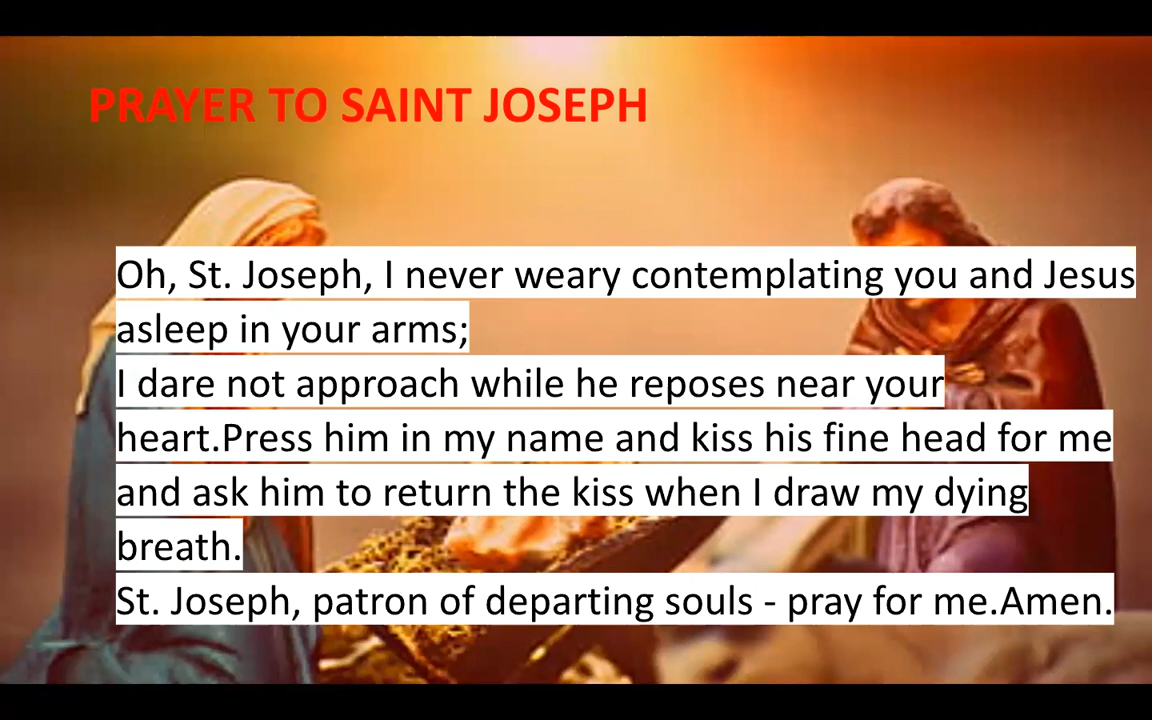 PRAYER TO SAINT JOSEPH
Oh, St. Joseph, I never weary contemplating you and Jesus
asleep in your arms;
I dare not approach while he reposes near your
heart.Press him in my name and kiss his fine head for me
and ask him to return the kiss when I draw my dying
breath.
St. Joseph, patron of departing souls - pray for me.Amen.